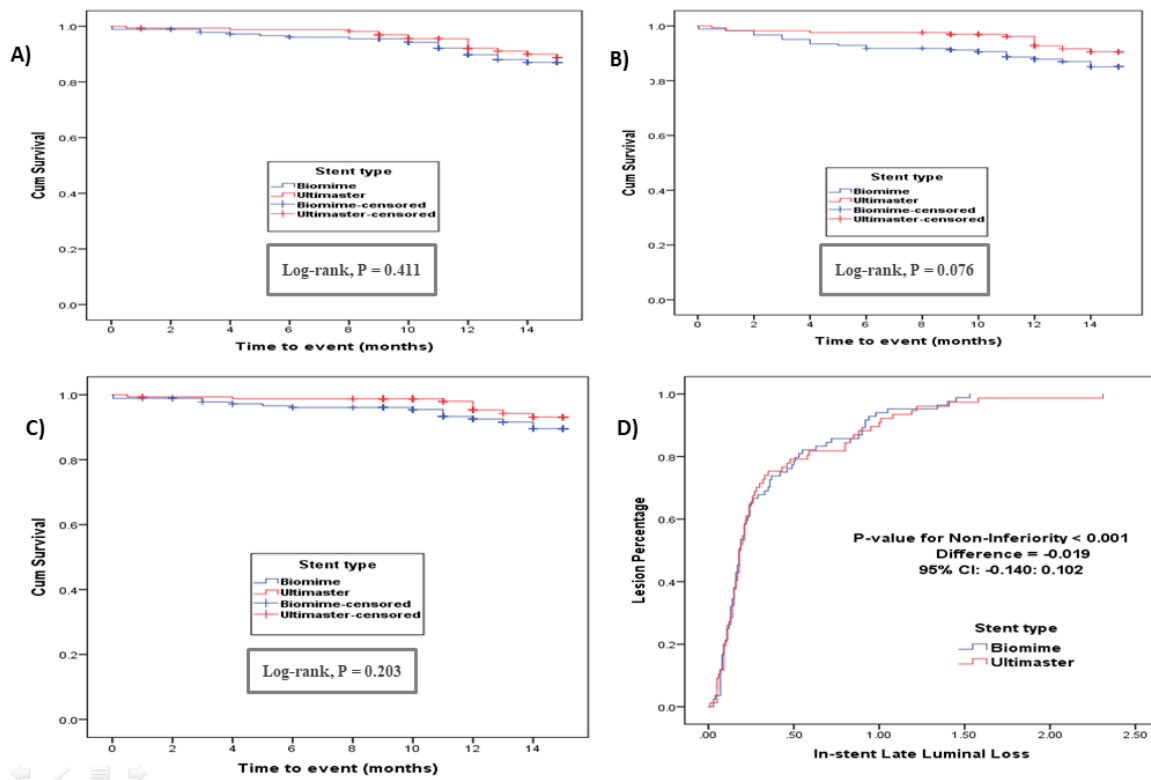 A)
Cum Survival
1.0
0.8
0.6
0.4
0.2
0.0
Stent type
Biomime
Ultimaster
Biomime-censored
Ultimaster-censored
Log-rank, P = 0.411
0 2 4 6 8 10 12 14
Time to event (months)
B)
Cum Survival
1.0
0.8
0.6
0.4
0.2
0.0
Stent type
Biomime
Ultimaster
Biomime-censored
Ultimaster-censored
Log-rank, P = 0.076
0 2 4 6 8 10 12 14
Time to event (months)
C)
Cum Survival
1.0
0.8
0.6
0.4
0.2
0.0
Stent type
Biomime
Ultimaster
Biomime-censored
Ultimaster-censored
Log-rank, P = 0.203
0 2 4 6 8 10 12 14
Time to event (months)
D)
Lesion Percentage
1.0
0.8
0.6
0.4
0.2
0.0
P-value for Non-Inferiority < 0.001
Difference = -0.019
95% CI: -0.140: 0.102
Stent type
Biomime
Ultimaster
.00 .50 1.00 1.50 2.00 2.50
In-stent Late Luminal Loss